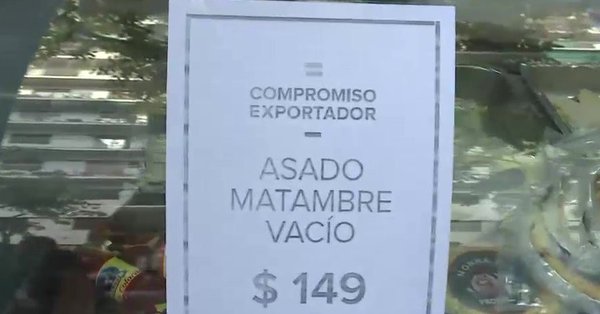 COMPROMISO
EXPORTADOR
ASADO
MATAMBRE
VACÍO
$ 149